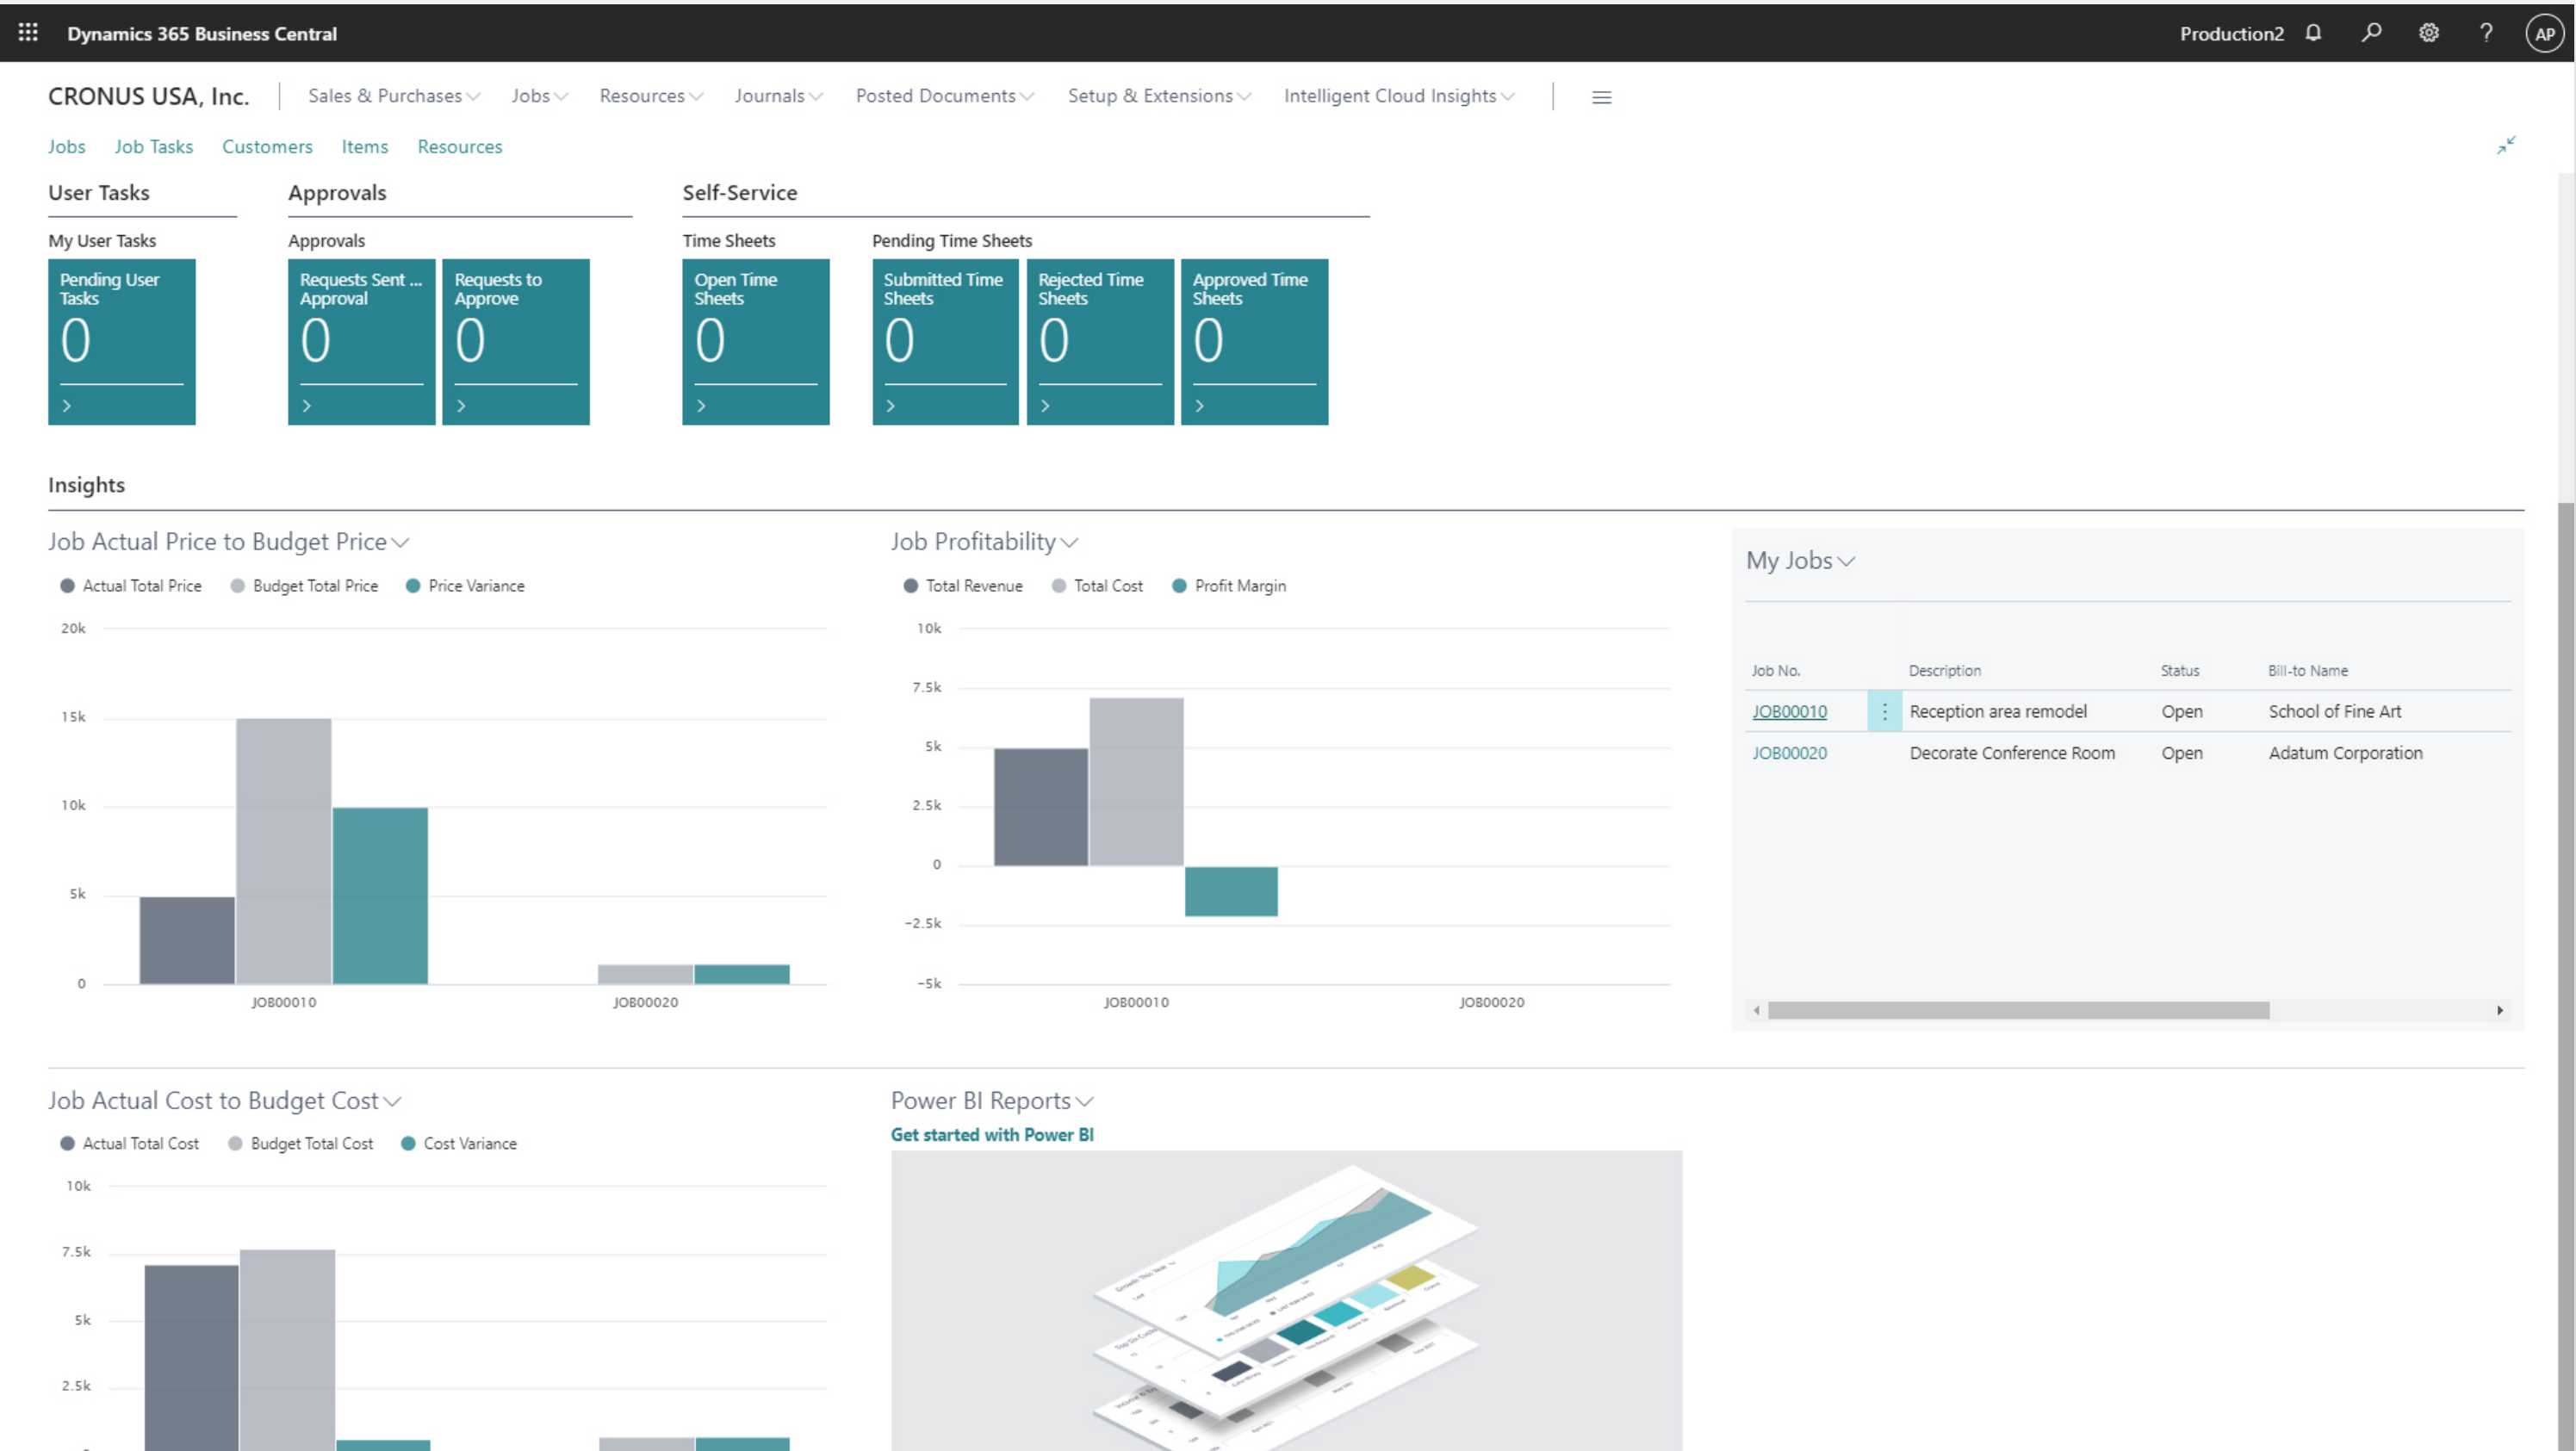 Dynamics 365 Business Central
Production2
?
AP
CRONUS USA, Inc.
Sales & Purchases
Jobs
Resources
Journals
Posted Documents
Setup & Extensions
Intelligent Cloud Insights
Jobs Job Tasks Customers Items Resources
User Tasks
My User Tasks
Pending User
Tasks
0
Approvals
Approvals
Requests Sent ...
Approval
0
Requests to
Approve
0
Self-Service
Time Sheets
Open Time
Sheets
0
Pending Time Sheets
Submitted Time
Sheets
0
Rejected Time
Sheets
0
Approved Time
Sheets
0
Insights
Job Actual Price to Budget Price
Actual Total Price Budget Total Price Price Variance
20k
15k
10k
5k
0
JOB00010 JOB00020
Job Profitability
Total Revenue Total Cost Profit Margin
10k
7.5k
5k
2.5k
0
−2.5k
−5k
JOB00010 JOB00020
My Jobs
Job No. Description Status Bill-to Name
JOB00010 Reception area remodel Open School of Fine Art
JOB00020 Decorate Conference Room Open Adatum Corporation
Job Actual Cost to Budget Cost
Actual Total Cost Budget Total Cost Cost Variance
10k
7.5k
5k
2.5k
Power BI Reports
Get started with Power BI
Growth This Year